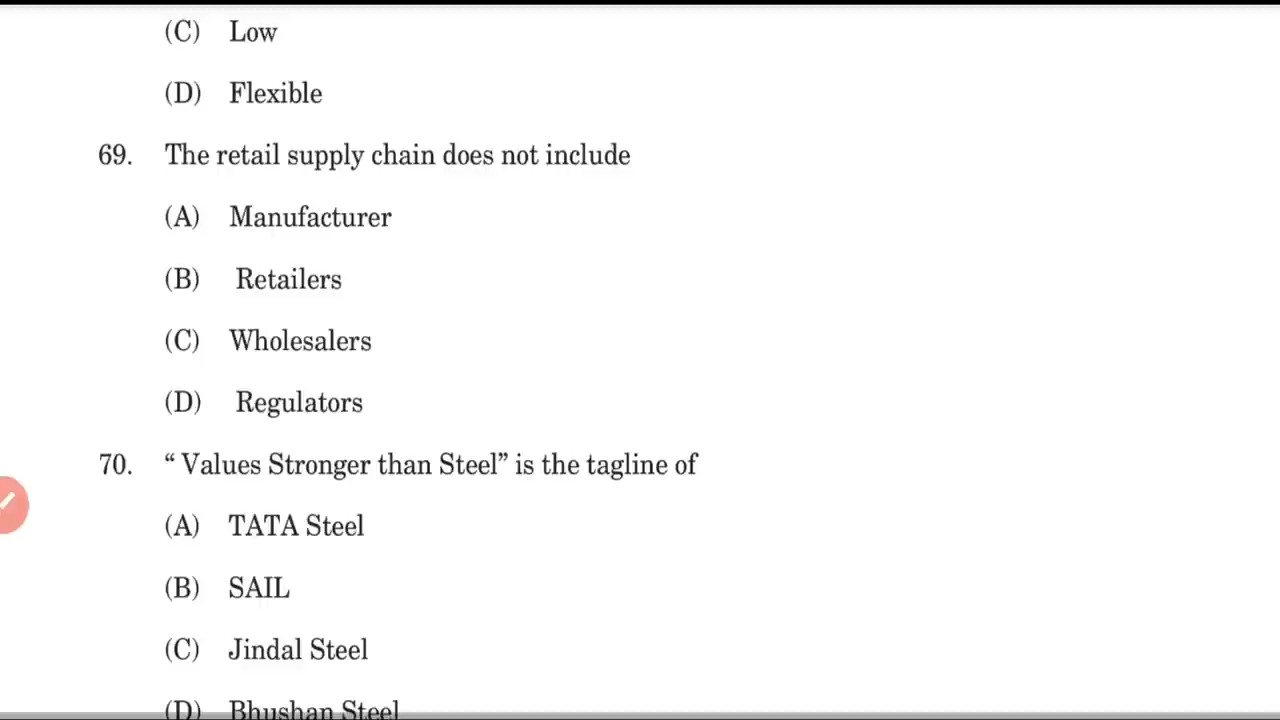 (C) Low
(D) Flexible
69. The retail supply chain does not include
(A) Manufacturer
(B) Retailers
(C) Wholesalers
(D) Regulators
70. “ Values Stronger than Steel” is the tagline of
(A) TATA Steel
(B) SAIL
(C) Jindal Steel
(D) Bhushan Steel